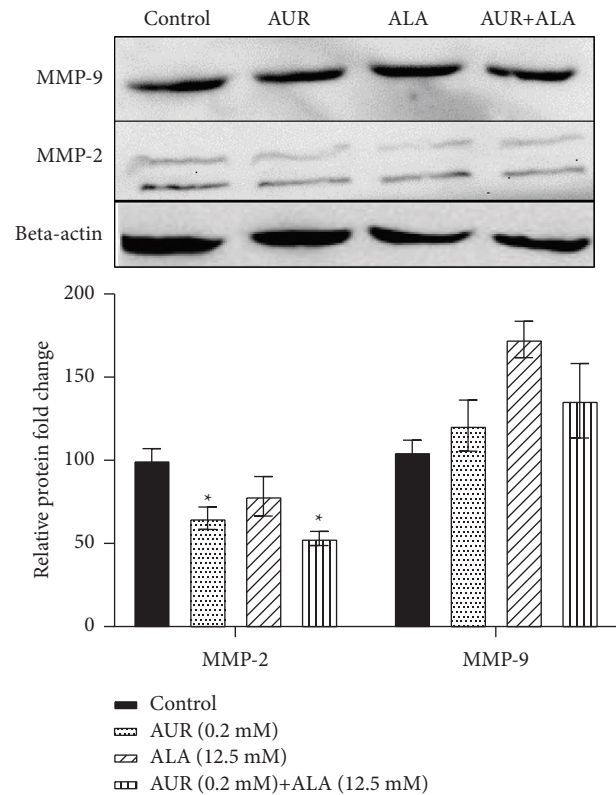 Control AUR ALA AUR+ALA
MMP-9
MMP-2
Beta-actin
200
150
100
50
0
Relative protein fold change
*
*
MMP-2 MMP-9
Control
AUR (0.2 mM)
ALA (12.5 mM)
AUR (0.2 mM)+ALA (12.5 mM)